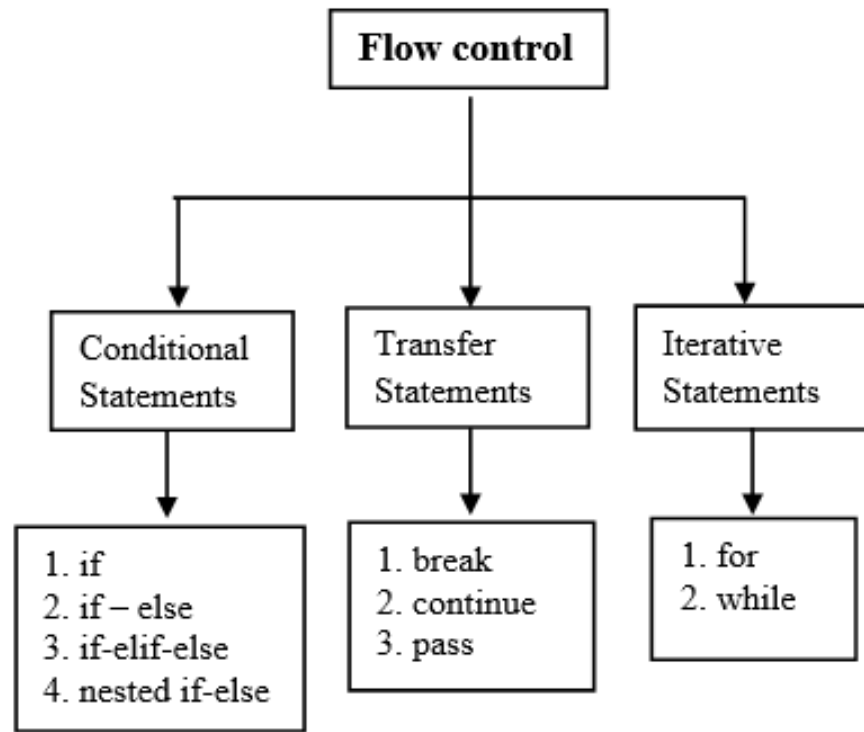 Flow control
Conditional
Statements
Transfer
Statements
Iterative
Statements
1. if
2. if – else
3. if-elif-else
4. nested if-else
1. break
2. continue
3. pass
1. for
2. while